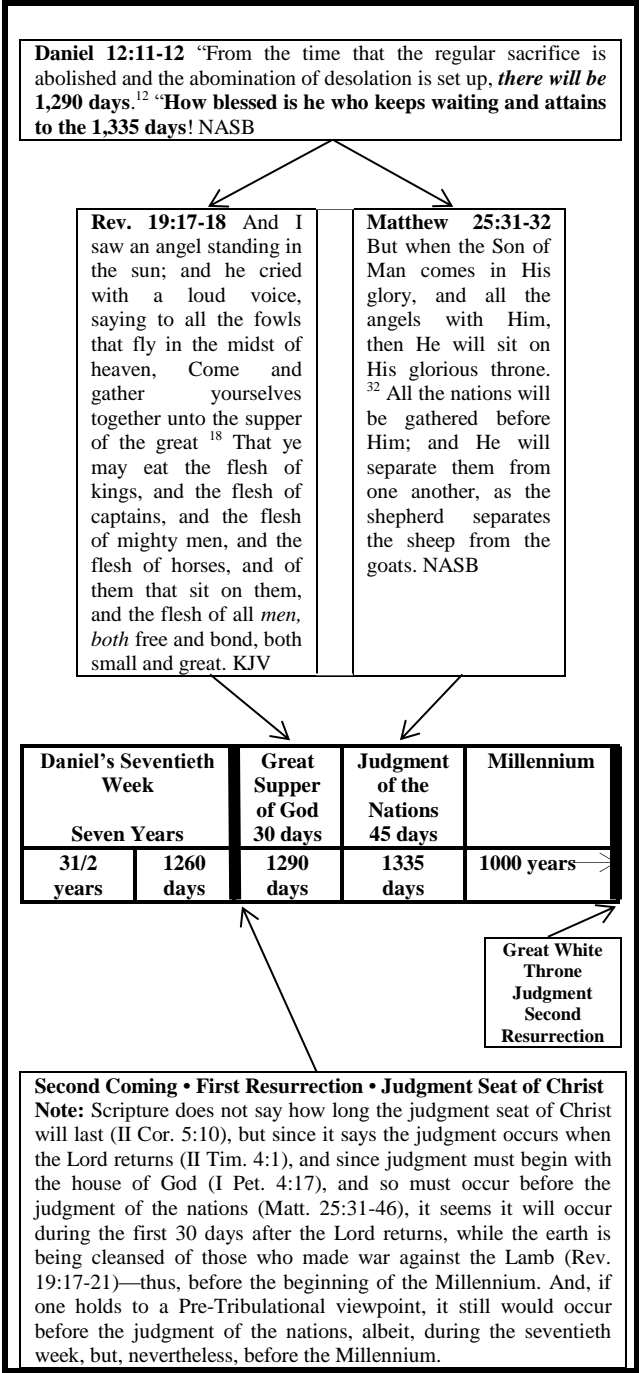 Daniel 12:11-12 “From the time that the regular sacrifice is
abolished and the abomination of desolation is set up, there will be
1,290 days.12 “How blessed is he who keeps waiting and attains
to the 1,335 days! NASB
Rev. 19:17-18 And I
saw an angel standing in
the sun; and he cried
with a loud voice,
saying to all the fowls
that fly in the midst of
heaven, Come and
gather yourselves
together unto the supper
of the great 18 That ye
may eat the flesh of
kings, and the flesh of
captains, and the flesh
of mighty men, and the
flesh of horses, and of
them that sit on them,
and the flesh of all men,
both free and bond, both
small and great. KJV
Matthew 25:31-32
But when the Son of
Man comes in His
glory, and all the
angels with Him,
then He will sit on
His glorious throne.
32 All the nations will
be gathered before
Him; and He will
separate them from
one another, as the
shepherd separates
the sheep from the
goats. NASB
Daniel’s Seventieth
Week
Seven Years
Great
Supper
of God
30 days
Judgment
of the
Nations
45 days
Millennium
31/2
years
1260
days
1290
days
1335
days
1000 years
Great White
Throne
Judgment
Second
Resurrection
Second Coming • First Resurrection • Judgment Seat of Christ
Note: Scripture does not say how long the judgment seat of Christ
will last (II Cor. 5:10), but since it says the judgment occurs when
the Lord returns (II Tim. 4:1), and since judgment must begin with
the house of God (I Pet. 4:17), and so must occur before the
judgment of the nations (Matt. 25:31-46), it seems it will occur
during the first 30 days after the Lord returns, while the earth is
being cleansed of those who made war against the Lamb (Rev.
19:17-21)—thus, before the beginning of the Millennium. And, if
one holds to a Pre-Tribulational viewpoint, it still would occur
before the judgment of the nations, albeit, during the seventieth
week, but, nevertheless, before the Millennium.